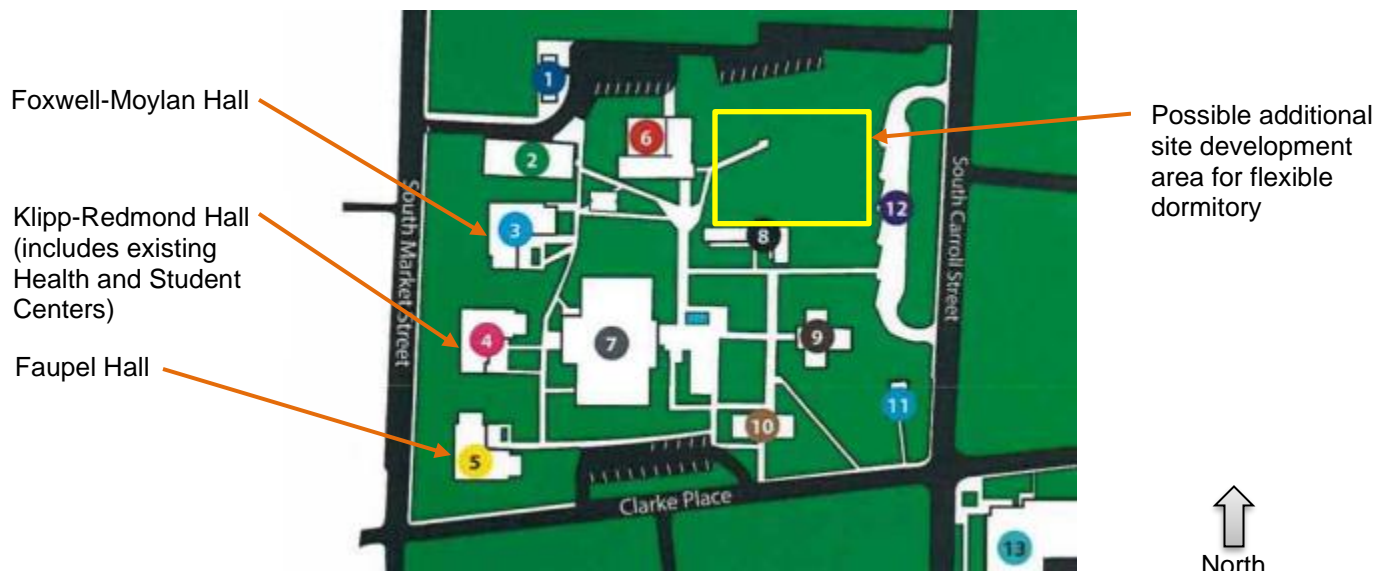 1
Foxwell-Moylan Hall
6
Possible additional
site development
area for flexible
dormitory
2
Klipp-Redmond Hall
(includes existing
Health and Student
Centers)
3
12
8
South Market Street
South Carroll Street
4
7
9
Faupel Hall
11
10
5
Clarke Place
13
North